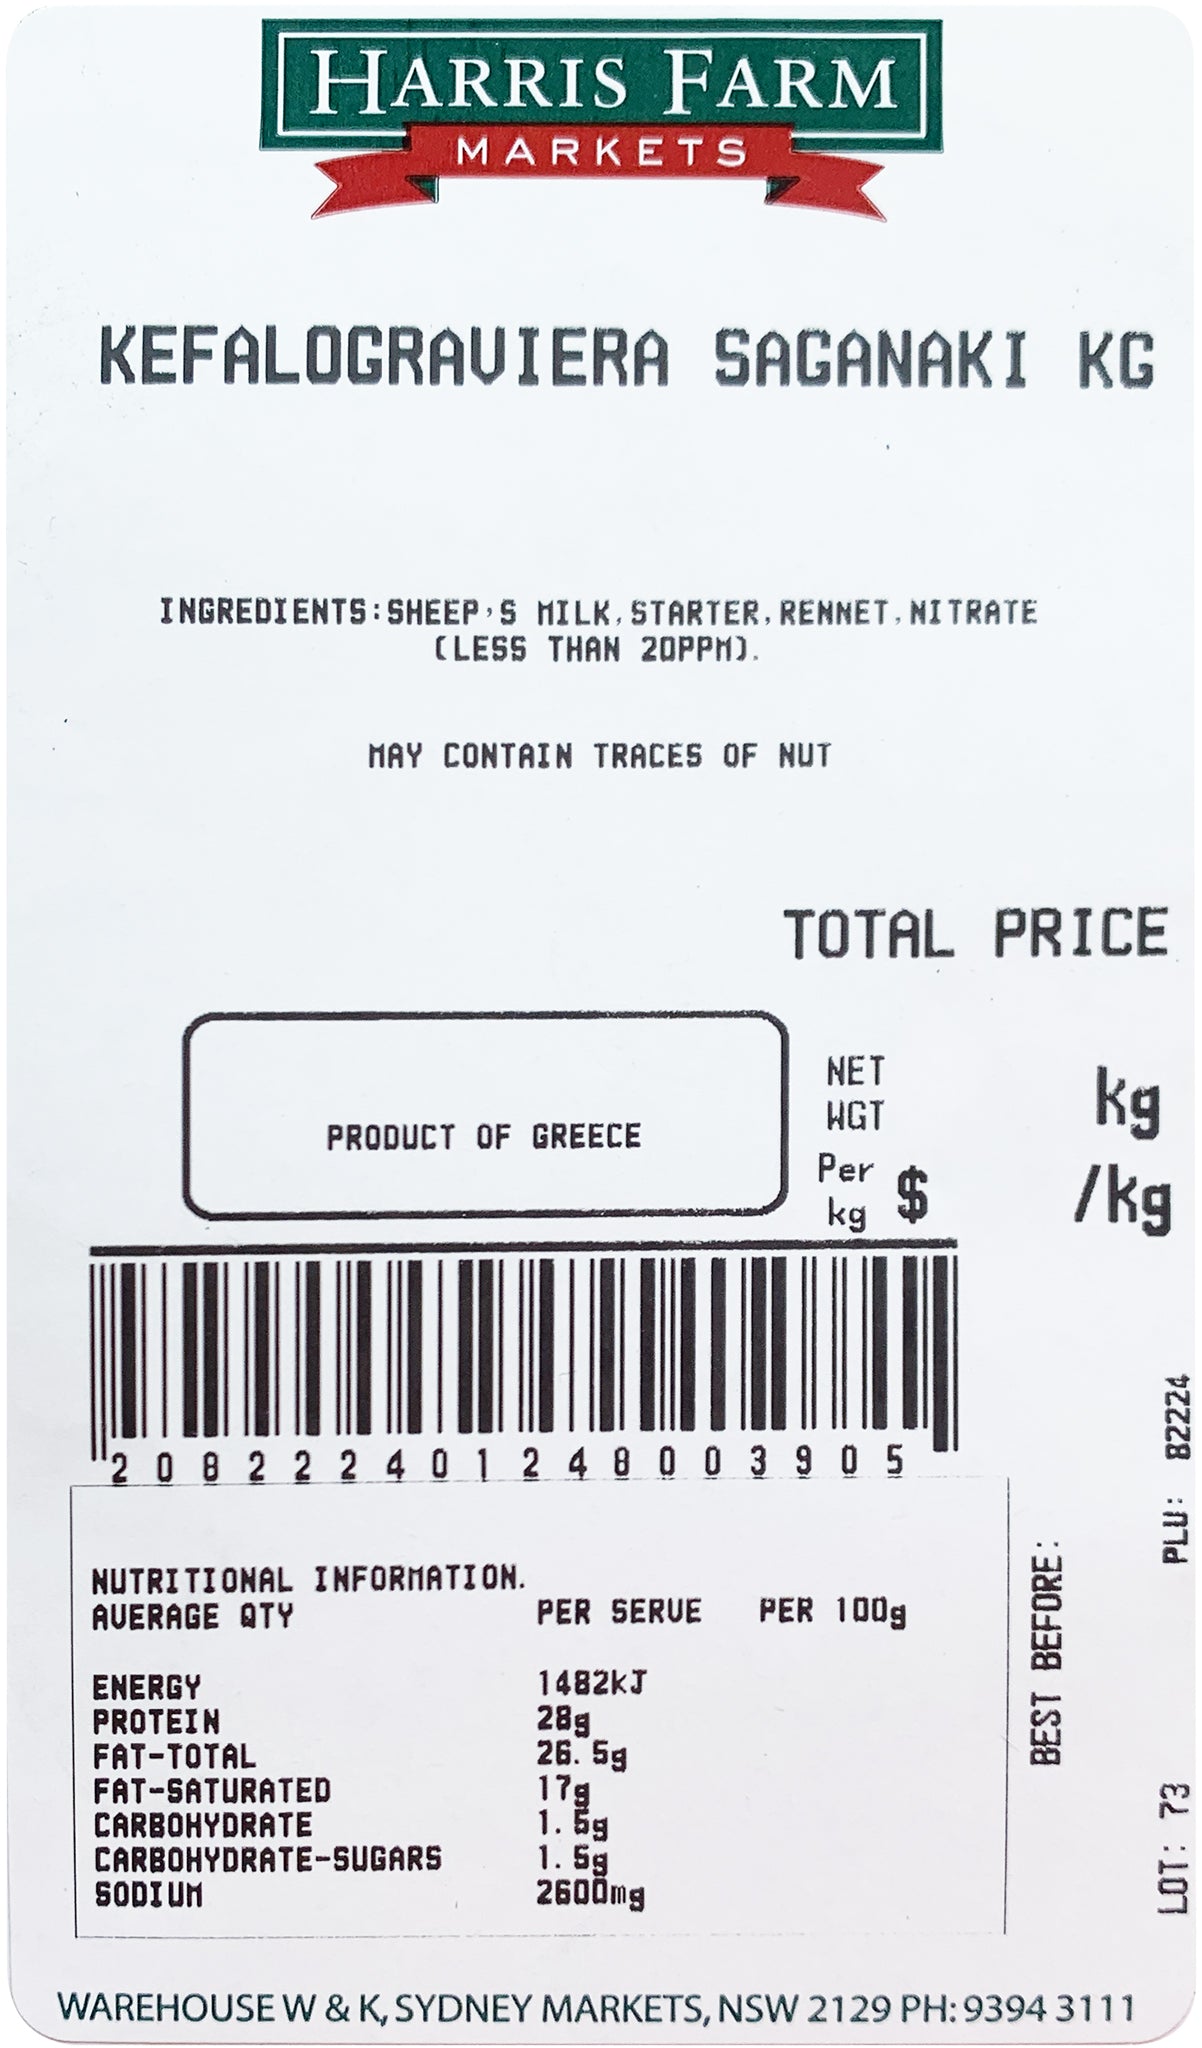 HARRIS FARM
MARKETS
KEFALOGRAVIERA SAGANAKI KG
INGREDIENTS:SHEEP'S MILK,STARTER,RENNET,NITRATE
(LESS THAN 20PPM).
MAY CONTAIN TRACES OF NUT
TOTAL PRICE
PRODUCT OF GREECE
NET
WGT
kg
Per
kg
$
/kg
208222401248003905
NUTRITIONAL INFORMATION.
AVERAGE QTY PER SERVE PER 100g
ENERGY 1482kJ
PROTEIN 28g
FAT-TOTAL 26.5g
FAT-SATURATED 17g
CARBOHYDRATE 1.5g
CARBOHYDRATE-SUGARS 1.5g
SODIUM 2600mg
BEST BEFORE:
PLU: 82224
LOT: 73
WAREHOUSE W & K, SYDNEY MARKETS, NSW 2129 PH: 9394 3111